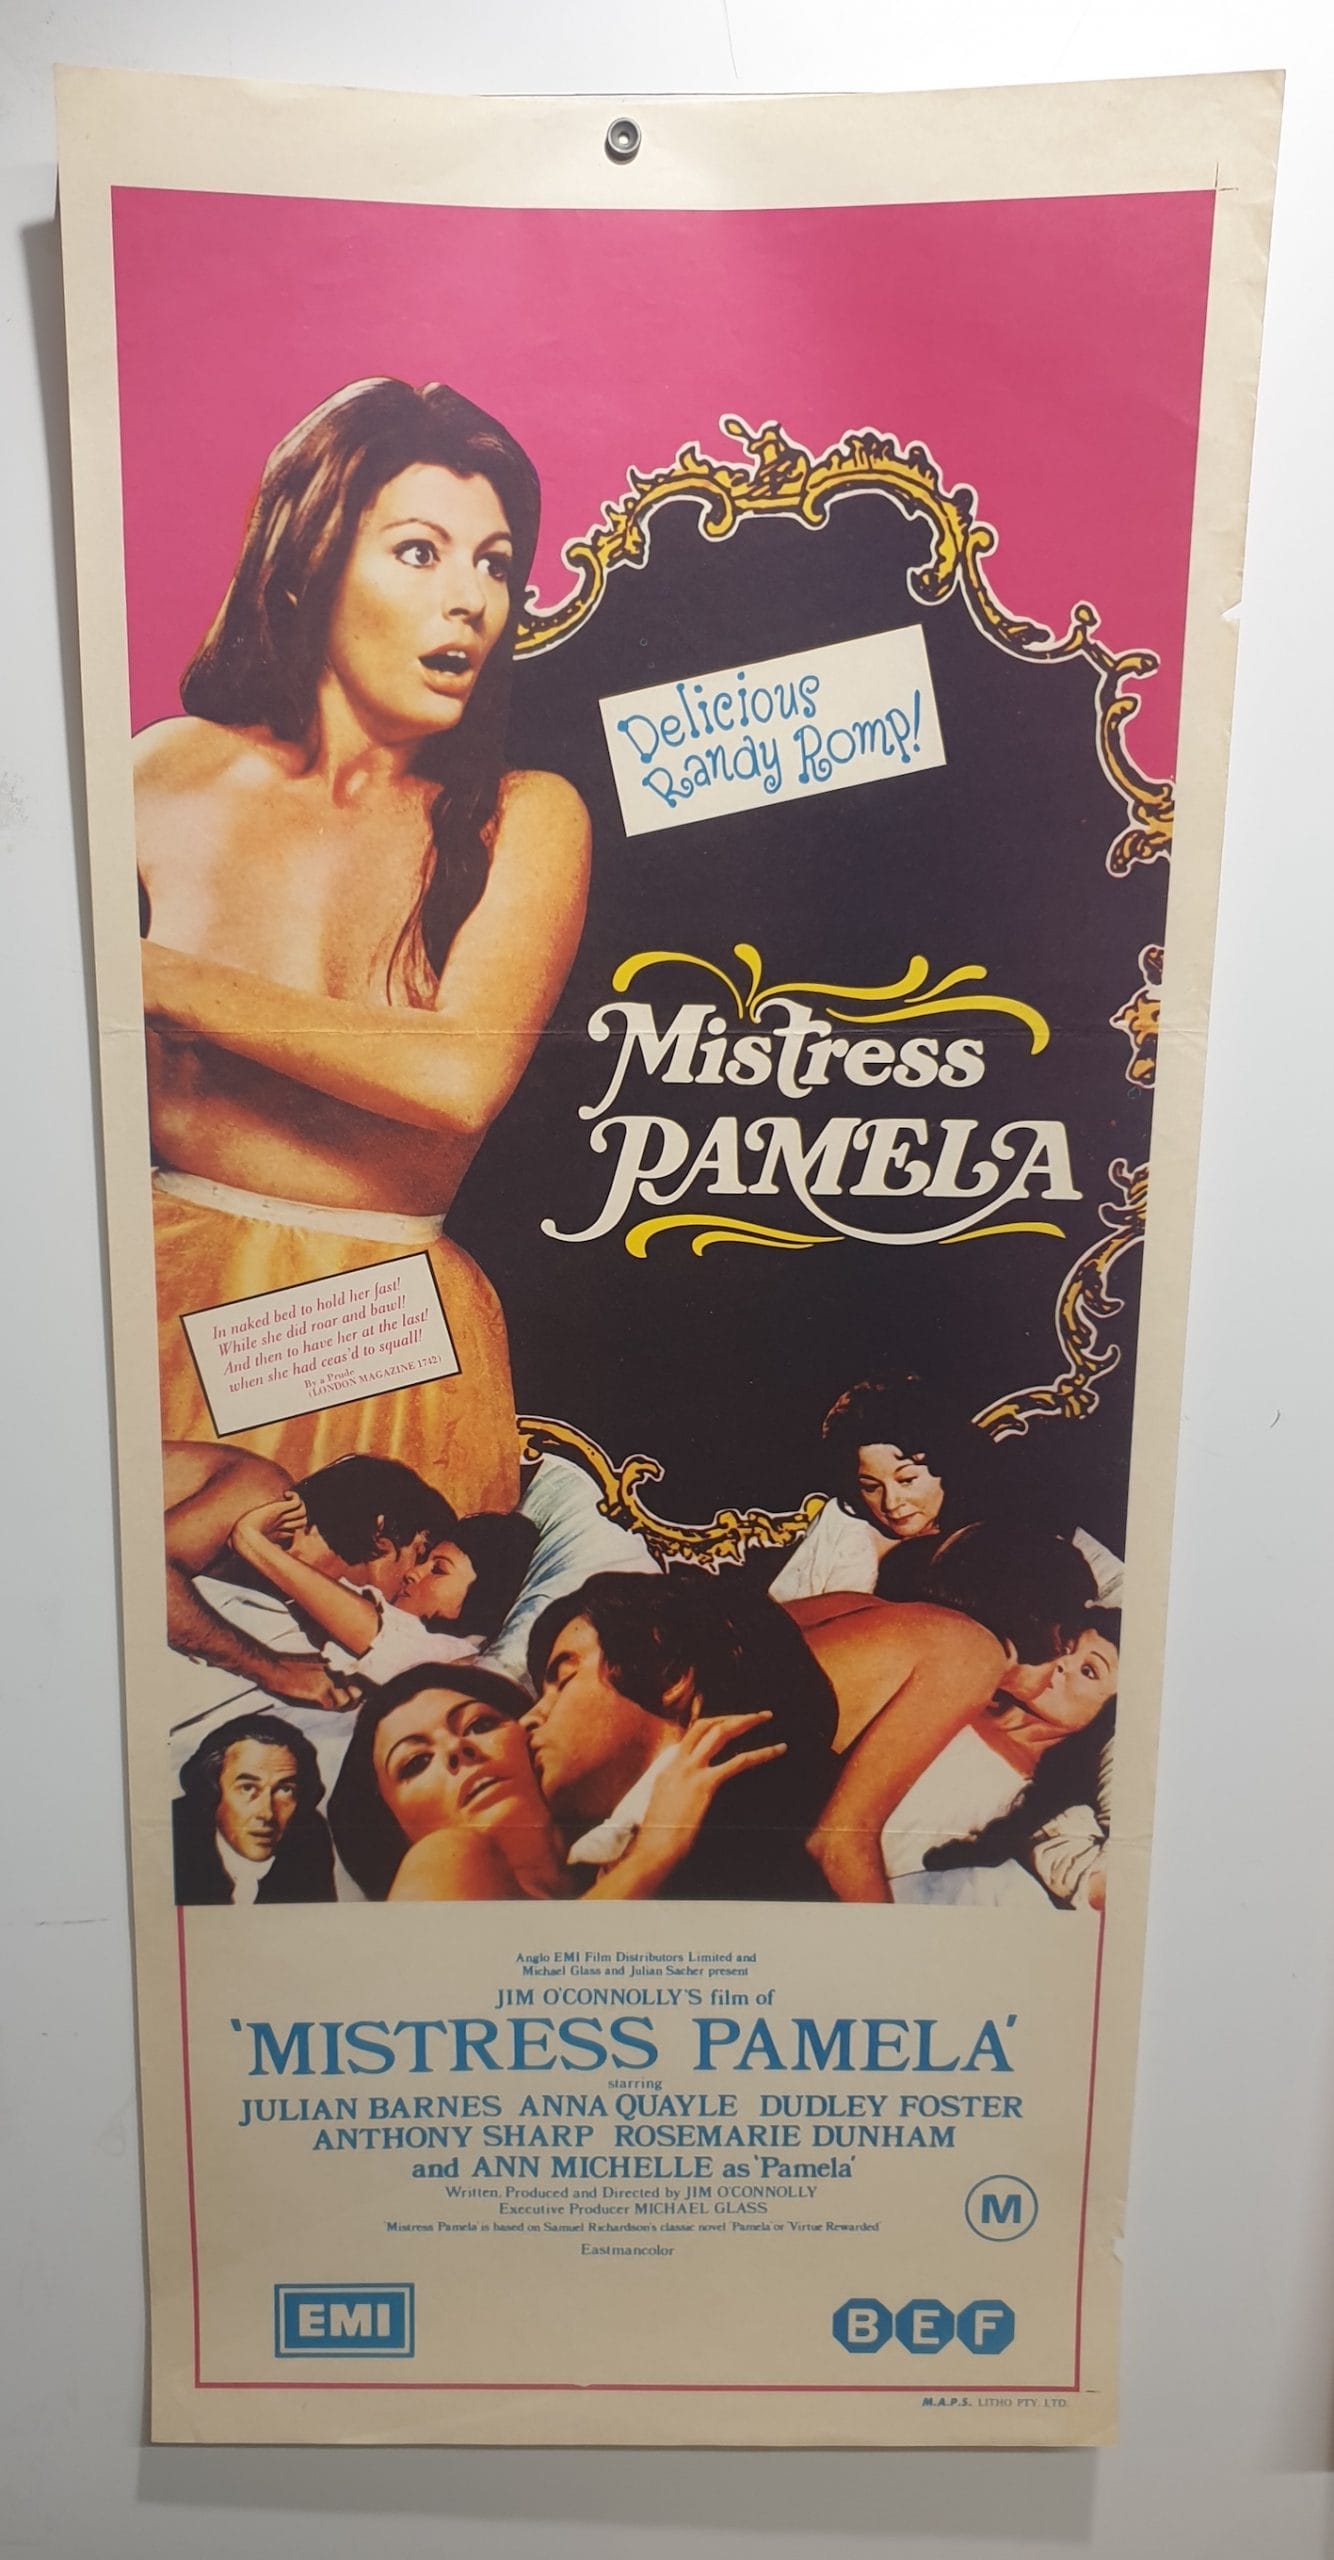 Delicious
Randy Romp!
Mistress
PAMELA
In naked bed to hold her fast!
While she did roar and bawl!
And then to have her at the last!
when she had ceas'd to squall!
By a Prude
(LONDON MAGAZINE 1742)
Anglo EMI Film Distributors Limited and
Michael Glass and Julian Sacher present
JIM O'CONNOLLY'S film of
'MISTRESS PAMELA'
starring
JULIAN BARNES ANNA QUAYLE DUDLEY FOSTER
ANTHONY SHARP ROSEMARIE DUNHAM
and ANN MICHELLE as 'Pamela'
Written, Produced and Directed by JIM O'CONNOLLY
Executive Producer MICHAEL GLASS
M
'Mistress Pamela' is based on Samuel Richardson's classic novel 'Pamela' or 'Virtue Rewarded'
Eastmancolor
EMI
BEF
M.A.P.S. LITHO PTY. LTD.